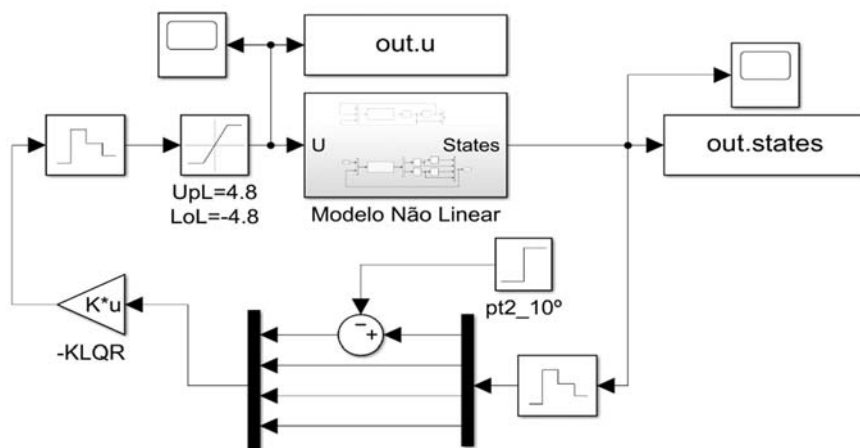 out.u
U
States
out.states
UpL=4.8
LoL=-4.8
Modelo Não Linear
pt2_10º
−
+
K*u
-KLQR